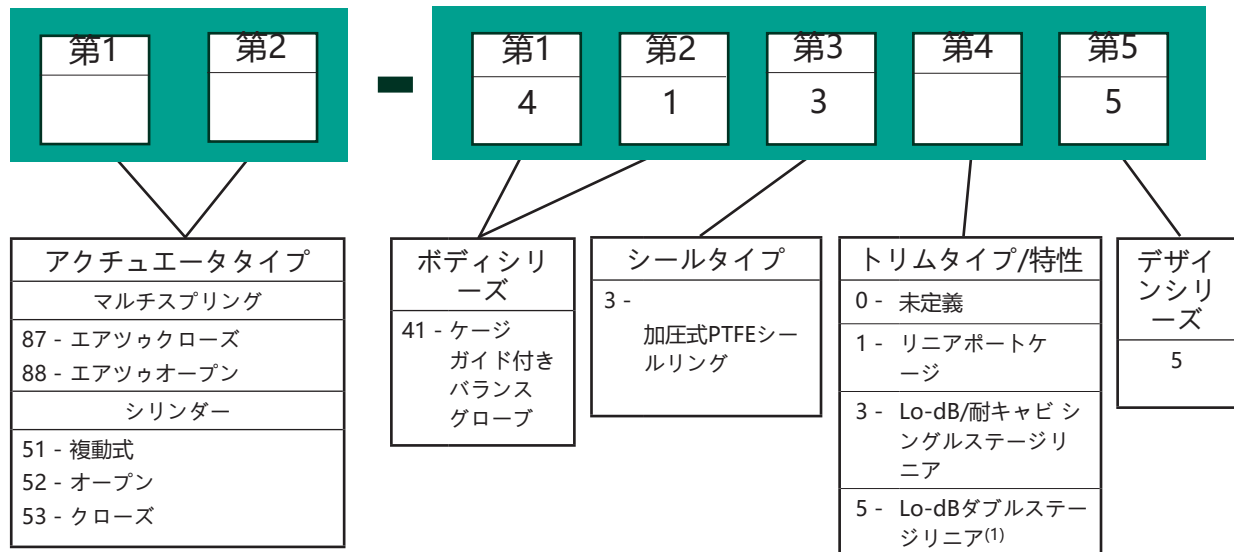 第1
第2
第1
第2
第3
第4
第5
4
1
3
5
アクチュエータタイプ
マルチスプリング
87 - エアツゥクローズ
88 - エアツゥオープン
シリンダー
51 - 複動式
52 - オープン
53 - クローズ
ボディシリ
ーズ
41 - ケージ
ガイド付き
バランス
グローブ
シールタイプ
3 -
加圧式PTFEシー
ルリング
トリムタイプ/特性
0 - 未定義
1 - リニアポートケ
ージ
3 - Lo-dB/耐キャビ シ
ングルステージリ
ニア
5 - Lo-dBダブルステー
ジリニア(1)
デザイ
ンシリ
ーズ
5